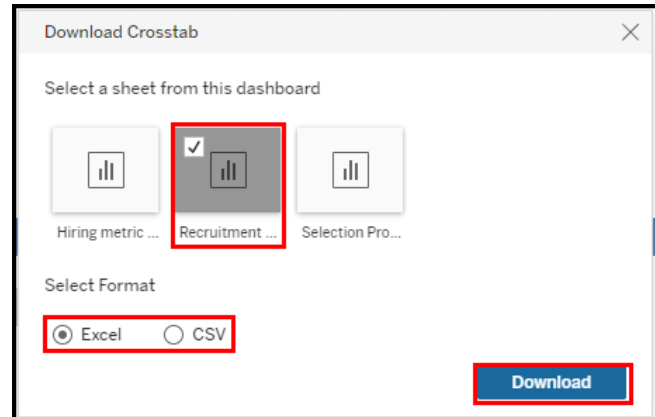 Download Crosstab
Select a sheet from this dashboard
Hiring metric ... Recruitment ... Selection Pro...
Select Format
Excel CSV
Download